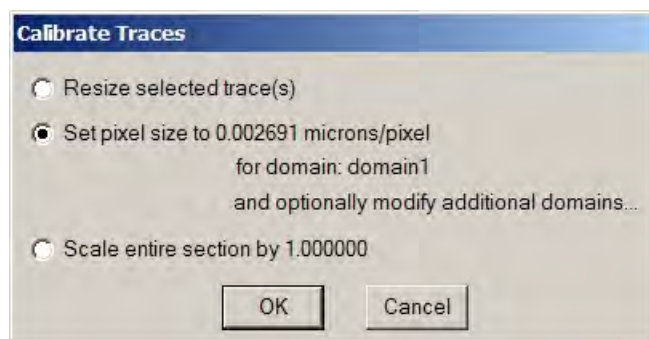 Calibrate Traces
Resize selected trace(s)
Set pixel size to 0.002691 microns/pixel
for domain: domain1
and optionally modify additional domains...
Scale entire section by 1.000000
OK Cancel